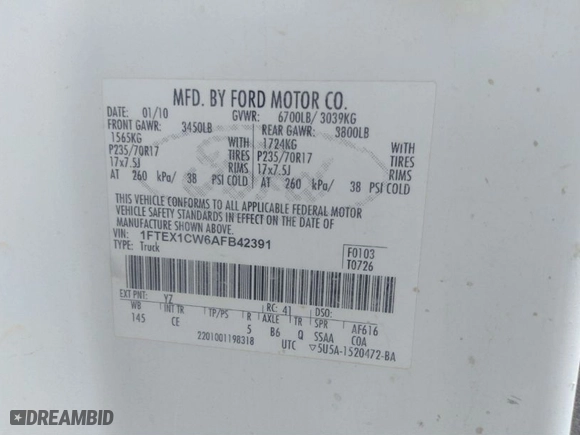 MFD. BY FORD MOTOR CO.
DATE: 01/10 GVWR: 6700LB/ 3039KG
FRONT GAWR: 3450LB REAR GAWR: 3800LB
1565KG WITH 1724KG WITH
P235/70R17 TIRES P235/70R17 TIRES
17x7.5J RIMS 17x7.5J RIMS
AT 260 kPa/ 38 PSI COLD AT 260 kPa/ 38 PSI COLD
THIS VEHICLE CONFORMS TO ALL APPLICABLE FEDERAL MOTOR
VEHICLE SAFETY STANDARDS IN EFFECT ON THE DATE OF
MANUFACTURE SHOWN ABOVE.
VIN: 1FTEX1CW6AFB42391
TYPE: Truck
F0103
T0726
EXT PNT: YZ RC: 41 DSO:
WB INT TR TP/PS R AXLE TR SPR AF616
145 CE 5 B6 Q SSAA COA
2201001198318 UTC ▽5U5A-1520472-BA
DREAMBID